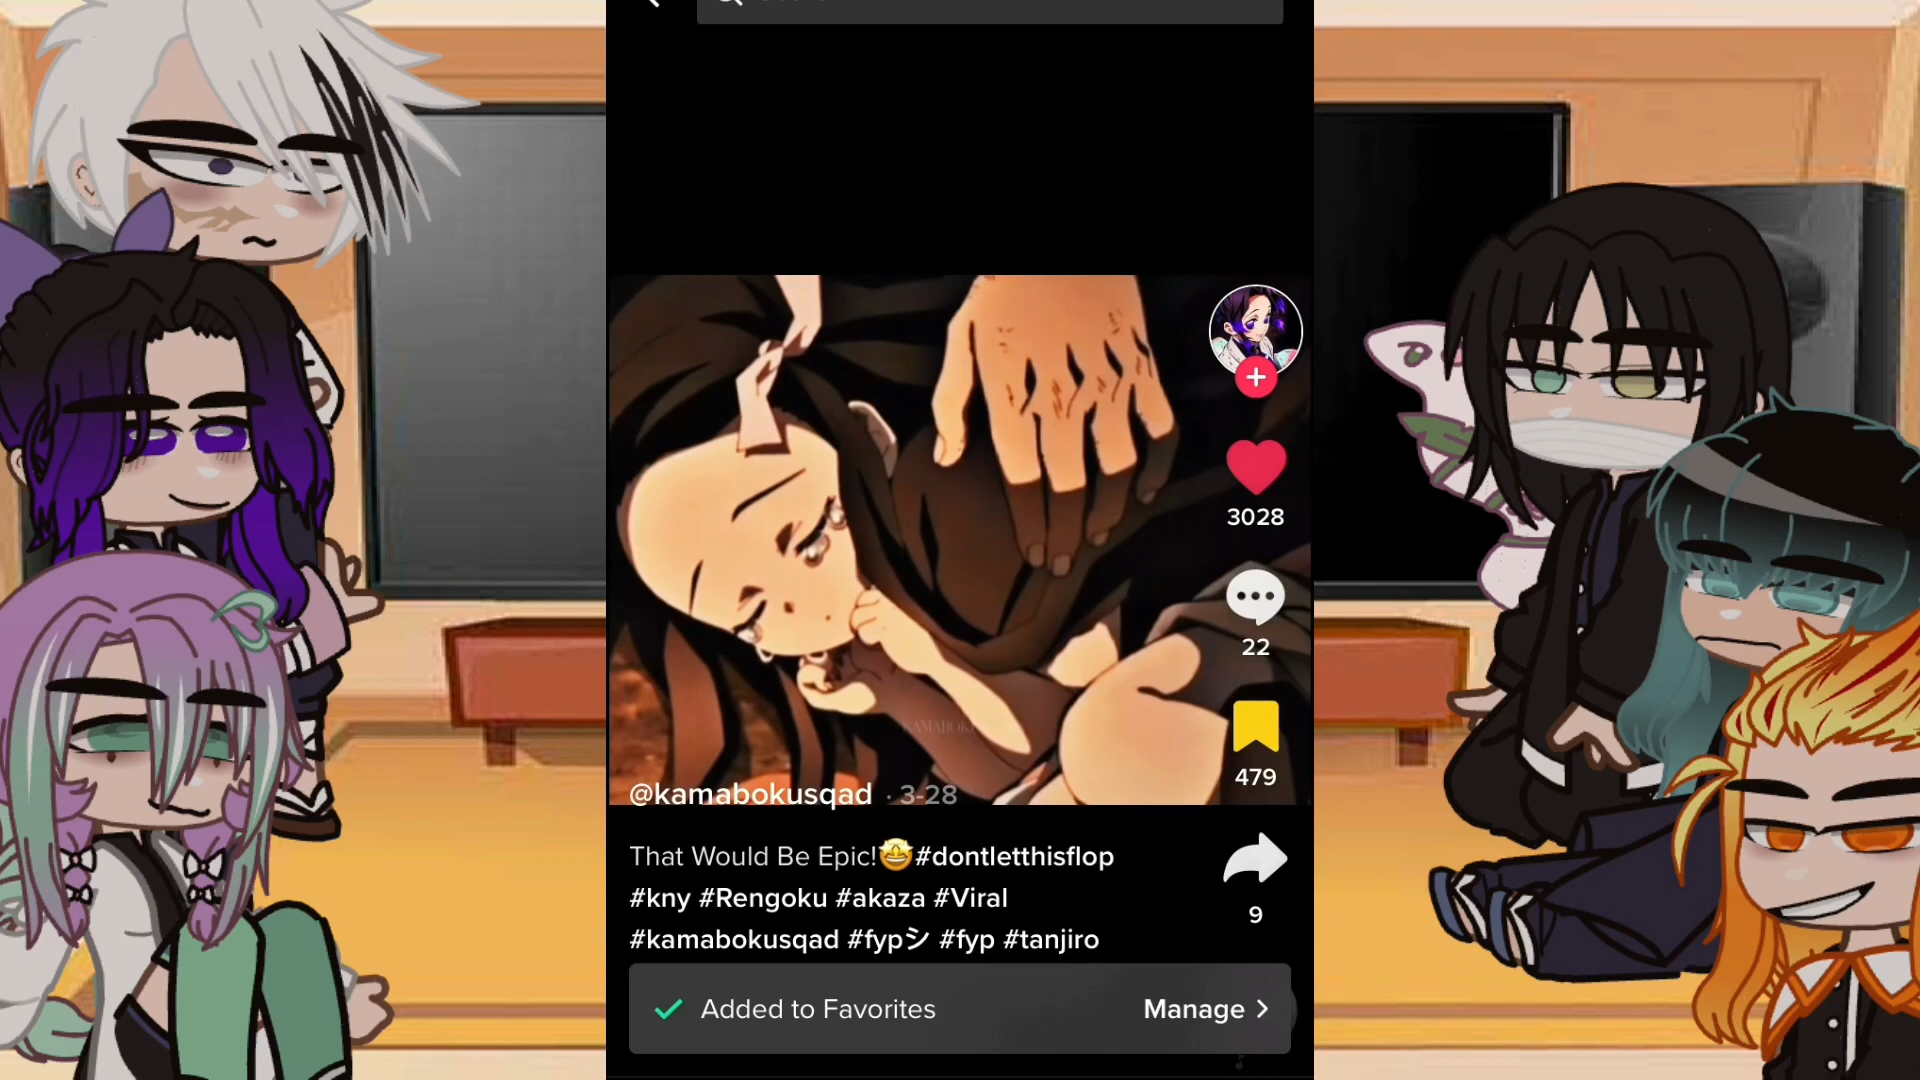 3028
22
KAMABOKU
479
@kamabokusqad · 3-28
That Would Be Epic!🤩#dontletthisflop
#kny #Rengoku #akaza #Viral
#kamabokusqad #fypシ #fyp #tanjiro
9
Added to Favorites
Manage >